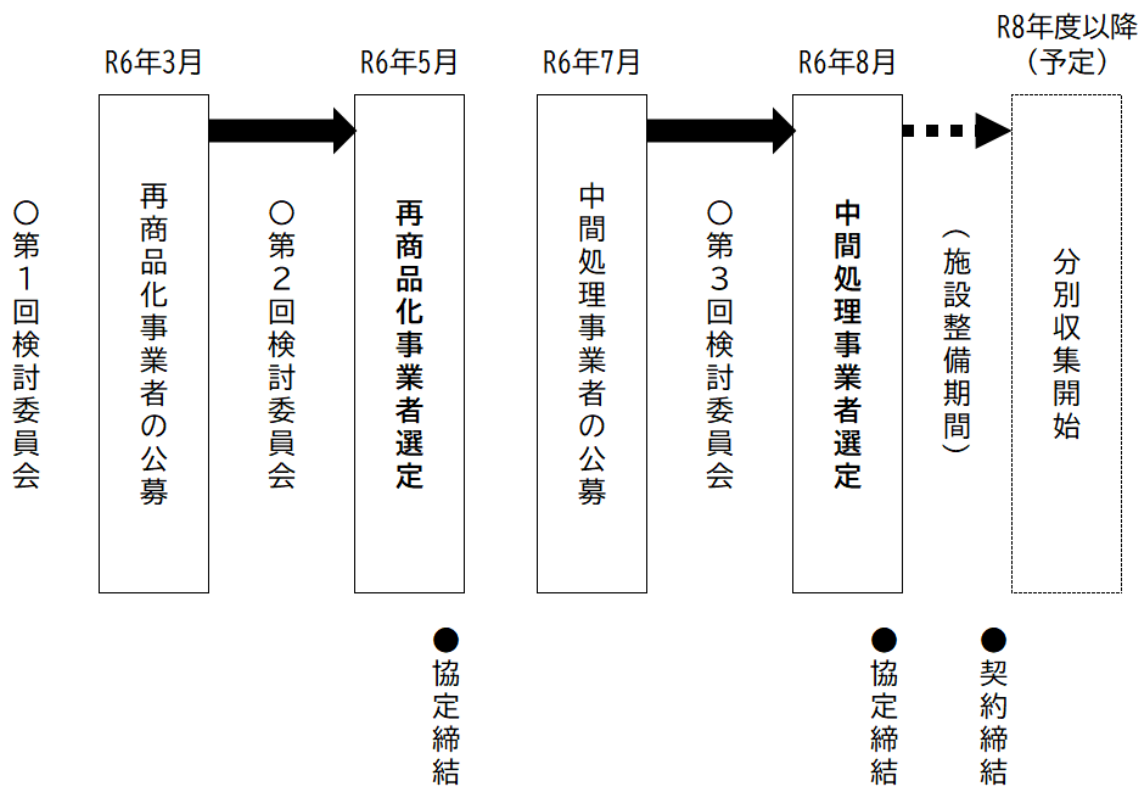 R6年3月
R6年5月
R6年7月
R6年8月
R8年度以降
（予定）
〇第１回検討委員会
再商品化事業者の公募
〇第２回検討委員会
再商品化事業者選定
中間処理事業者の公募
〇第３回検討委員会
中間処理事業者選定
（施設整備期間）
分別収集開始
●協定締結
●協定締結
●契約締結